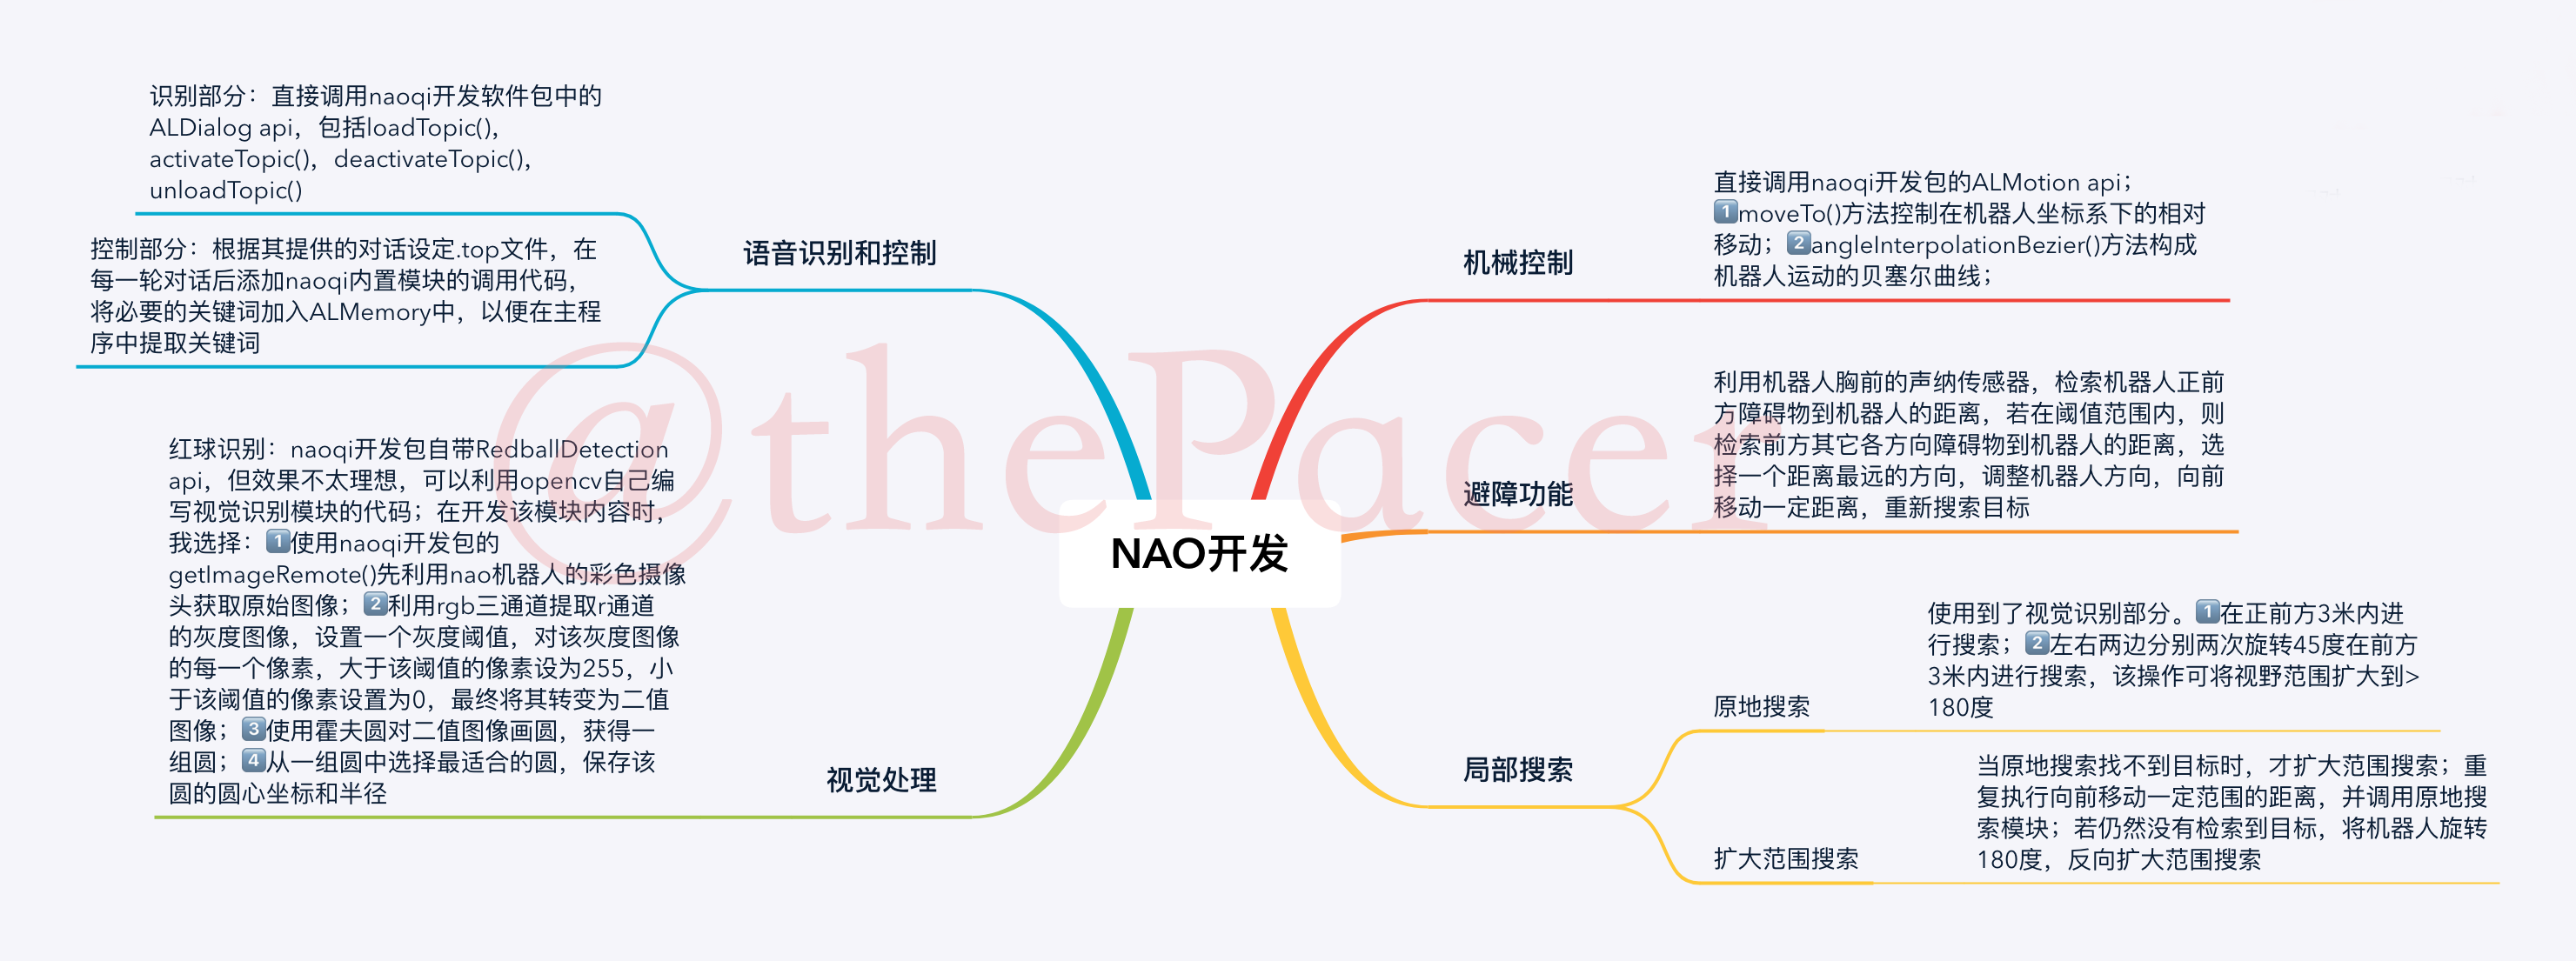 识别部分：直接调用naoqi开发软件包中的
ALDialog api，包括loadTopic()，
activateTopic()，deactivateTopic()，
unloadTopic()
控制部分：根据其提供的对话设定.top文件，在
每一轮对话后添加naoqi内置模块的调用代码，
将必要的关键词加入ALMemory中，以便在主程
序中提取关键词
语音识别和控制
红球识别：naoqi开发包自带RedballDetection
api，但效果不太理想，可以利用opencv自己编
写视觉识别模块的代码；在开发该模块内容时，
我选择：1️⃣使用naoqi开发包的
getImageRemote()先利用nao机器人的彩色摄像
头获取原始图像；2️⃣利用rgb三通道提取r通道
的灰度图像，设置一个灰度阈值，对该灰度图像
的每一个像素，大于该阈值的像素设为255，小
于该阈值的像素设置为0，最终将其转变为二值
图像；3️⃣使用霍夫圆对二值图像画圆，获得一
组圆；4️⃣从一组圆中选择最适合的圆，保存该
圆的圆心坐标和半径
视觉处理
NAO开发
@thePacer
机械控制
直接调用naoqi开发包的ALMotion api；
1️⃣moveTo()方法控制在机器人坐标系下的相对
移动；2️⃣angleInterpolationBezier()方法构成
机器人运动的贝塞尔曲线；
避障功能
利用机器人胸前的声纳传感器，检索机器人正前
方障碍物到机器人的距离，若在阈值范围内，则
检索前方其它各方向障碍物到机器人的距离，选
择一个距离最远的方向，调整机器人方向，向前
移动一定距离，重新搜索目标
局部搜索
原地搜索
使用到了视觉识别部分。1️⃣在正前方3米内进
行搜索；2️⃣左右两边分别两次旋转45度在前方
3米内进行搜索，该操作可将视野范围扩大到>
180度
扩大范围搜索
当原地搜索找不到目标时，才扩大范围搜索；重
复执行向前移动一定范围的距离，并调用原地搜
索模块；若仍然没有检索到目标，将机器人旋转
180度，反向扩大范围搜索